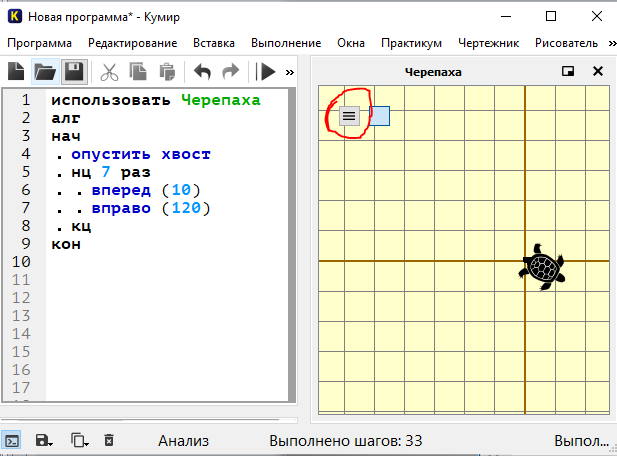 Новая программа* - Кумир
Программа Редактирование Вставка Выполнение Окна Практикум Чертежник Рисователь »
» Черепаха
1 использовать Черепаха
2 алг
3 нач
4 . опустить хвост
5 . нц 7 раз
6 . . вперед (10)
7 . . вправо (120)
8 . кц
9 кон
10
11
12
13
14
15
16
17
18
Анализ Выполнено шагов: 33 Выпол...